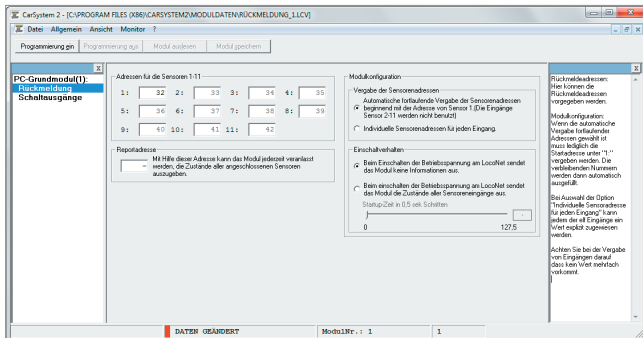 CarSystem 2 - [C:\PROGRAM FILES (X86)\CARSYSTEM2\MODULDATEN\RÜCKMELDUNG_1.LCV]
Datei Allgemein Ansicht Monitor ?
Programmierung ein Programmierung aus Modul auslesen Modul speichern
PC-Grundmodul(1):
Rückmeldung
Schaltausgänge
Adressen für die Sensoren 1-11
1: 32 2: 33 3: 34 4: 35
5: 36 6: 37 7: 38 8: 39
9: 40 10: 41 11: 42
Reportadresse
Mit Hilfe dieser Adresse kann das Modul jederzeit veranlasst
werden, die Zustände aller angeschlossenen Sensoren
auszugeben.
Modulkonfiguration
Vergabe der Sensorenadressen
Automatische fortlaufende Vergabe der Sensorenadressen
beginnend mit der Adresse von Sensor 1.(Die Eingänge
Sensor 2-11 werden nicht benutzt)
Individuelle Sensorenadressen für jeden Eingang.
Einschaltverhalten
Beim Einschalten der Betriebsspannung am LocoNet sendet
das Modul keine Informationen aus.
Beim einschalten der Betriebsspannung am LocoNet sendet
das Modul die Zustände aller Sensoreneingänge aus.
Startup-Zeit in 0,5 sek Schritten
0 127,5
Rückmeldeadressen:
Hier können die
Rückmeldeadressen
vorgegeben werden.
Modulkonfiguration:
Wenn die automatische
Vergabe fortlaufender
Adressen gewählt ist
muss lediglich die
Startadresse unter "1:"
vergeben werden. Die
verbleibenden Nummern
werden dann automatisch
ausgefüllt.
Bei Auswahl der Option
"Individuelle Sensoradresse
für jeden Eingang" kann
jedem der elf Eingänge ein
Wert explizit zugewiesen
werden.
Achten Sie bei der Vergabe
von Eingängen darauf
dass kein Wert mehrfach
vorkommt.
DATEN GEÄNDERT ModulNr.: 1 1